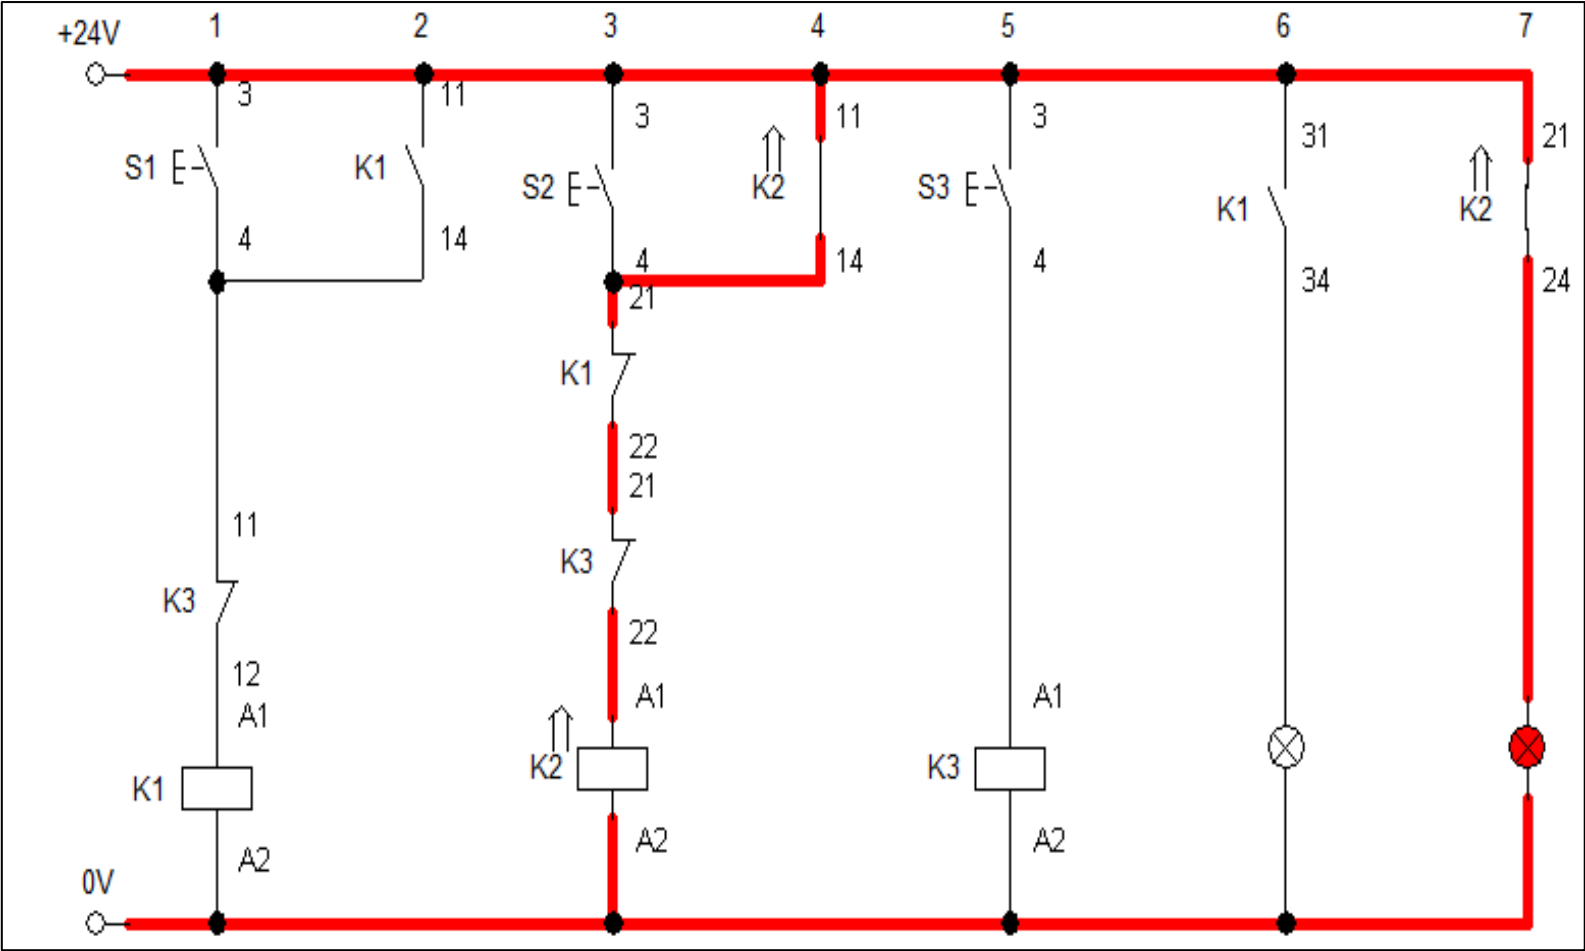 +24V 1 2 3 4 5 6 7
3 11
3 11 3 31 21
S1 K1 S2 K2 S3 K1 K2
4 14 4 14 4 34 24
21
K1
22
21
11
K3
K3
22
12
A1 A1 A1
K1 K2 K3
A2 A2 A2
0V